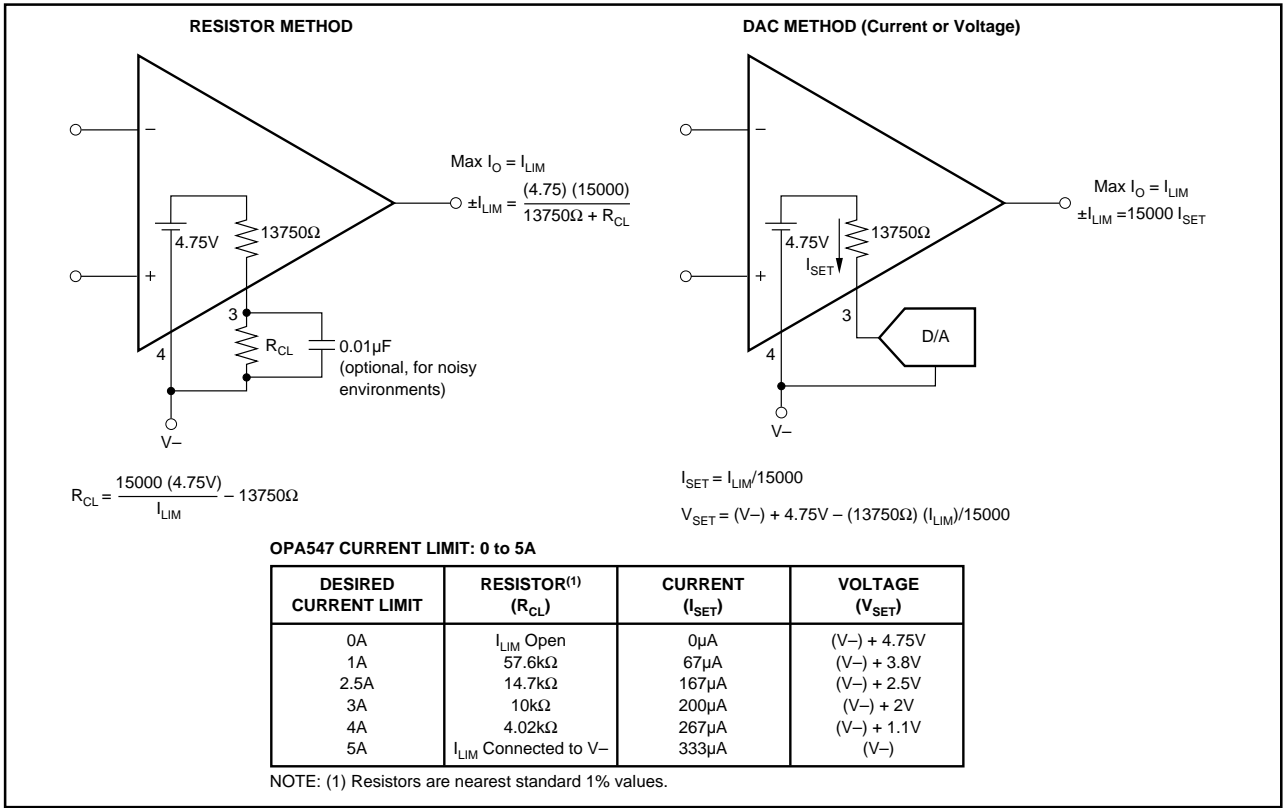 RESISTOR METHOD
–
+
4.75V
13750Ω
3
4
R_CL
0.01µF
(optional, for noisy
environments)
V–
Max I_O = I_LIM
±I_LIM = (4.75) (15000)
13750Ω + R_CL
R_CL = 15000 (4.75V)
I_LIM
– 13750Ω
DAC METHOD (Current or Voltage)
–
+
4.75V
13750Ω
I_SET
3
4
D/A
V–
Max I_O = I_LIM
±I_LIM =15000 I_SET
I_SET = I_LIM/15000
V_SET = (V–) + 4.75V – (13750Ω) (I_LIM)/15000
OPA547 CURRENT LIMIT: 0 to 5A
DESIRED CURRENT LIMIT | RESISTOR(1) (R_CL) | CURRENT (I_SET) | VOLTAGE (V_SET)
0A | I_LIM Open | 0µA | (V–) + 4.75V
1A | 57.6kΩ | 67µA | (V–) + 3.8V
2.5A | 14.7kΩ | 167µA | (V–) + 2.5V
3A | 10kΩ | 200µA | (V–) + 2V
4A | 4.02kΩ | 267µA | (V–) + 1.1V
5A | I_LIM Connected to V– | 333µA | (V–)
NOTE: (1) Resistors are nearest standard 1% values.